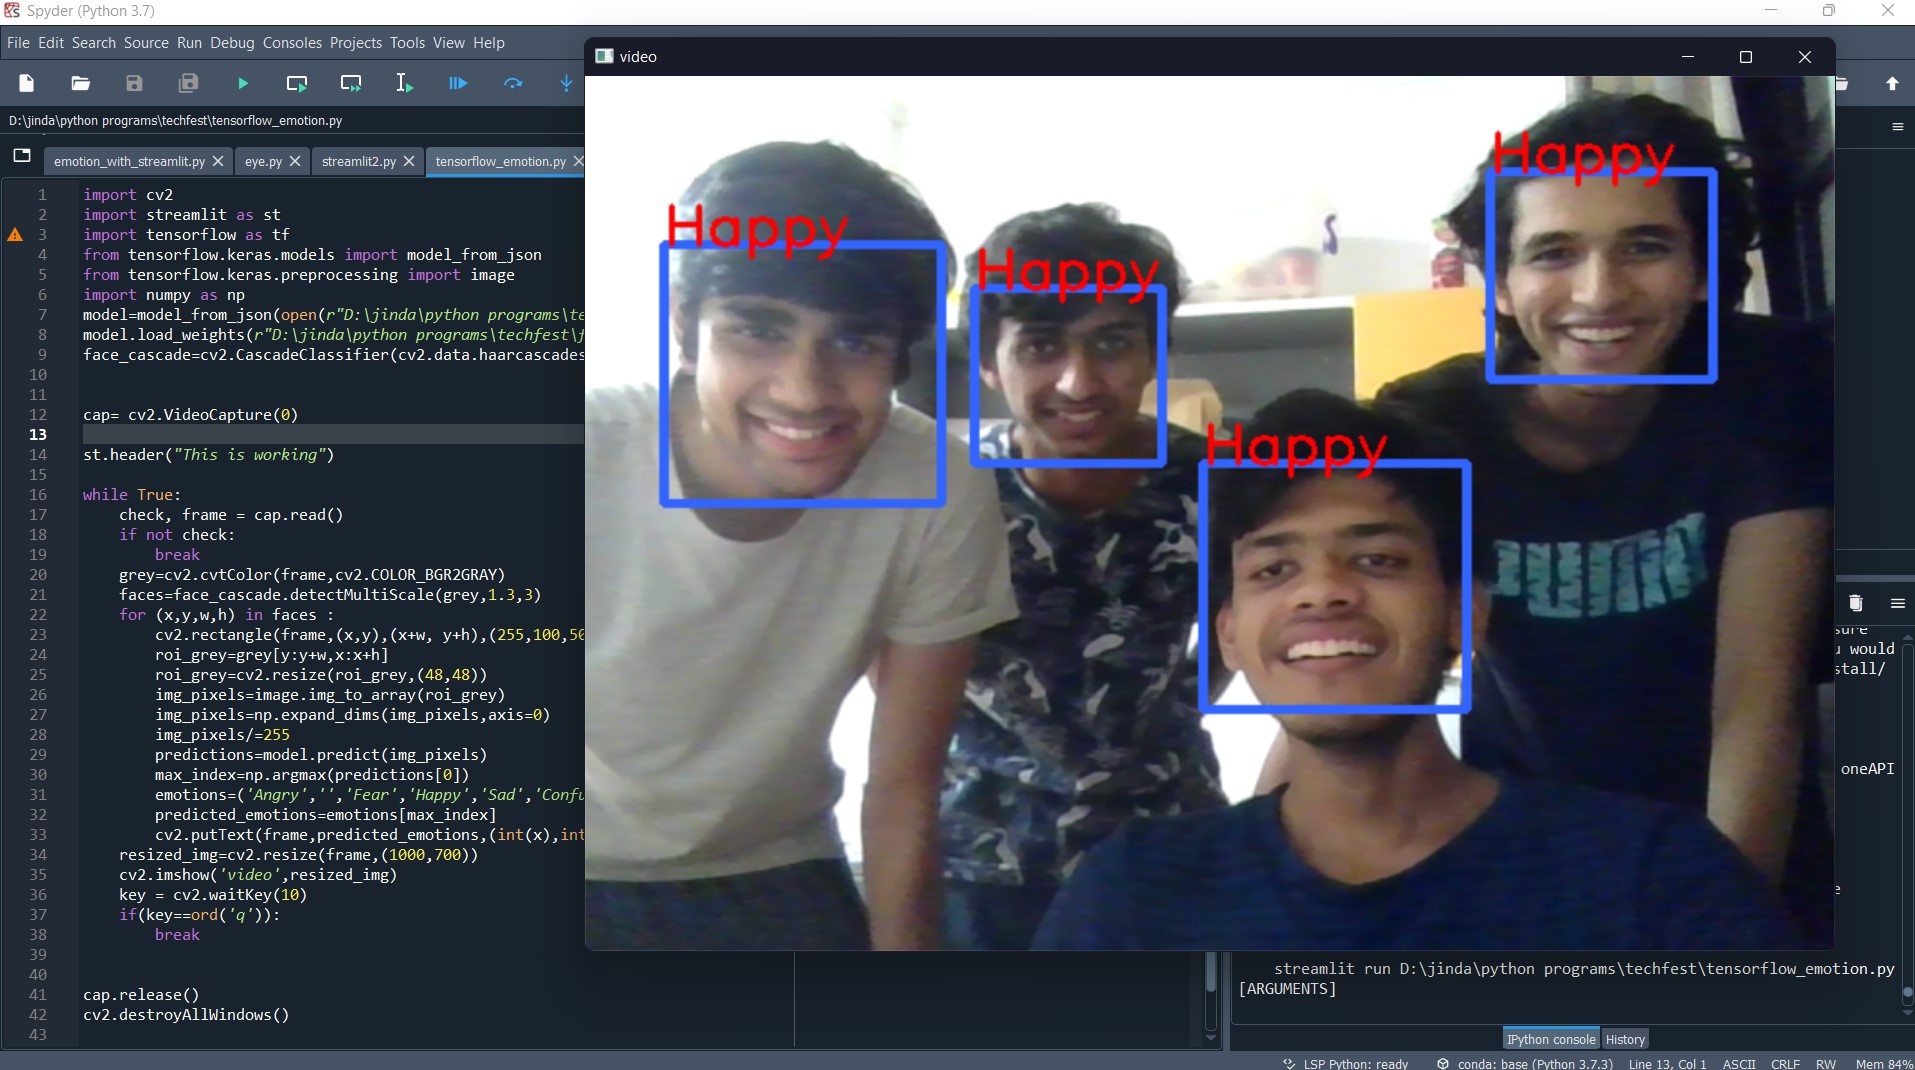 Spyder (Python 3.7)
File Edit Search Source Run Debug Consoles Projects Tools View Help
D:\jinda\python programs\techfest\tensorflow_emotion.py
emotion_with_streamlit.py
eye.py
streamlit2.py
tensorflow_emotion.py
1 import cv2
2 import streamlit as st
3 import tensorflow as tf
4 from tensorflow.keras.models import model_from_json
5 from tensorflow.keras.preprocessing import image
6 import numpy as np
7 model=model_from_json(open(r"D:\jinda\python programs\te
8 model.load_weights(r"D:\jinda\python programs\techfest\f
9 face_cascade=cv2.CascadeClassifier(cv2.data.haarcascades
10
11
12 cap= cv2.VideoCapture(0)
13
14 st.header("This is working")
15
16 while True:
17 check, frame = cap.read()
18 if not check:
19 break
20 grey=cv2.cvtColor(frame,cv2.COLOR_BGR2GRAY)
21 faces=face_cascade.detectMultiScale(grey,1.3,3)
22 for (x,y,w,h) in faces :
23 cv2.rectangle(frame,(x,y),(x+w, y+h),(255,100,50
24 roi_grey=grey[y:y+w,x:x+h]
25 roi_grey=cv2.resize(roi_grey,(48,48))
26 img_pixels=image.img_to_array(roi_grey)
27 img_pixels=np.expand_dims(img_pixels,axis=0)
28 img_pixels/=255
29 predictions=model.predict(img_pixels)
30 max_index=np.argmax(predictions[0])
31 emotions=('Angry','','Fear','Happy','Sad','Confu
32 predicted_emotions=emotions[max_index]
33 cv2.putText(frame,predicted_emotions,(int(x),int
34 resized_img=cv2.resize(frame,(1000,700))
35 cv2.imshow('video',resized_img)
36 key = cv2.waitKey(10)
37 if(key==ord('q')):
38 break
39
40
41 cap.release()
42 cv2.destroyAllWindows()
43
video
Happy
Happy
Happy
Happy
PUMA
sure
u would
stall/
oneAPI
e
streamlit run D:\jinda\python programs\techfest\tensorflow_emotion.py
[ARGUMENTS]
IPython console History
LSP Python: ready conda: base (Python 3.7.3) Line 13, Col 1 ASCII CRLF RW Mem 84%